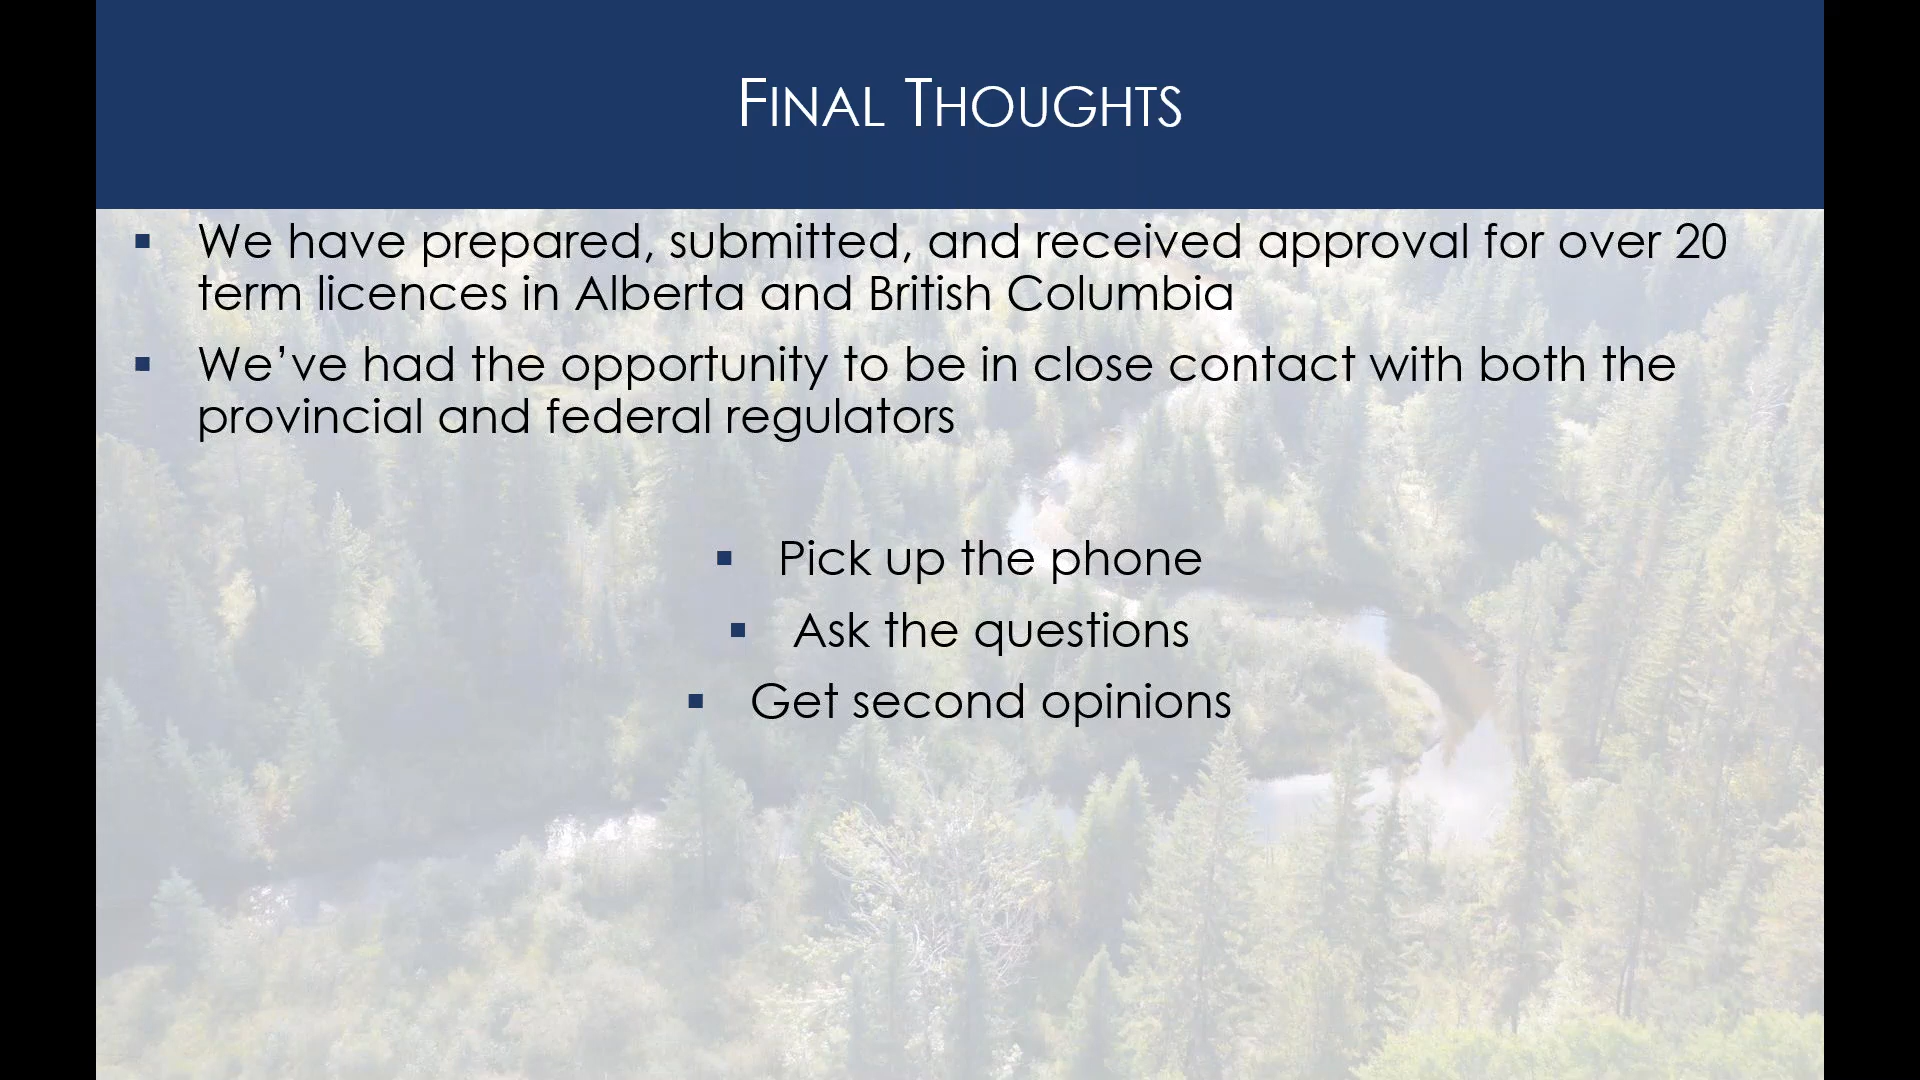 Final Thoughts
▪ We have prepared, submitted, and received approval for over 20
term licences in Alberta and British Columbia
▪ We’ve had the opportunity to be in close contact with both the
provincial and federal regulators
▪ Pick up the phone
▪ Ask the questions
▪ Get second opinions